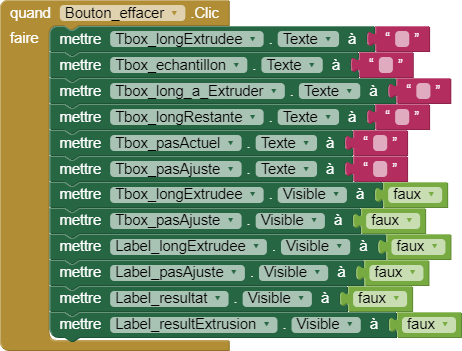 quand Bouton_effacer .Clic
faire mettre Tbox_longExtrudee . Texte à " "
mettre Tbox_echantillon . Texte à " "
mettre Tbox_long_a_Extruder . Texte à " "
mettre Tbox_longRestante . Texte à " "
mettre Tbox_pasActuel . Texte à " "
mettre Tbox_pasAjuste . Texte à " "
mettre Tbox_longExtrudee . Visible à faux
mettre Tbox_pasAjuste . Visible à faux
mettre Label_longExtrudee . Visible à faux
mettre Label_pasAjuste . Visible à faux
mettre Label_resultat . Visible à faux
mettre Label_resultExtrusion . Visible à faux